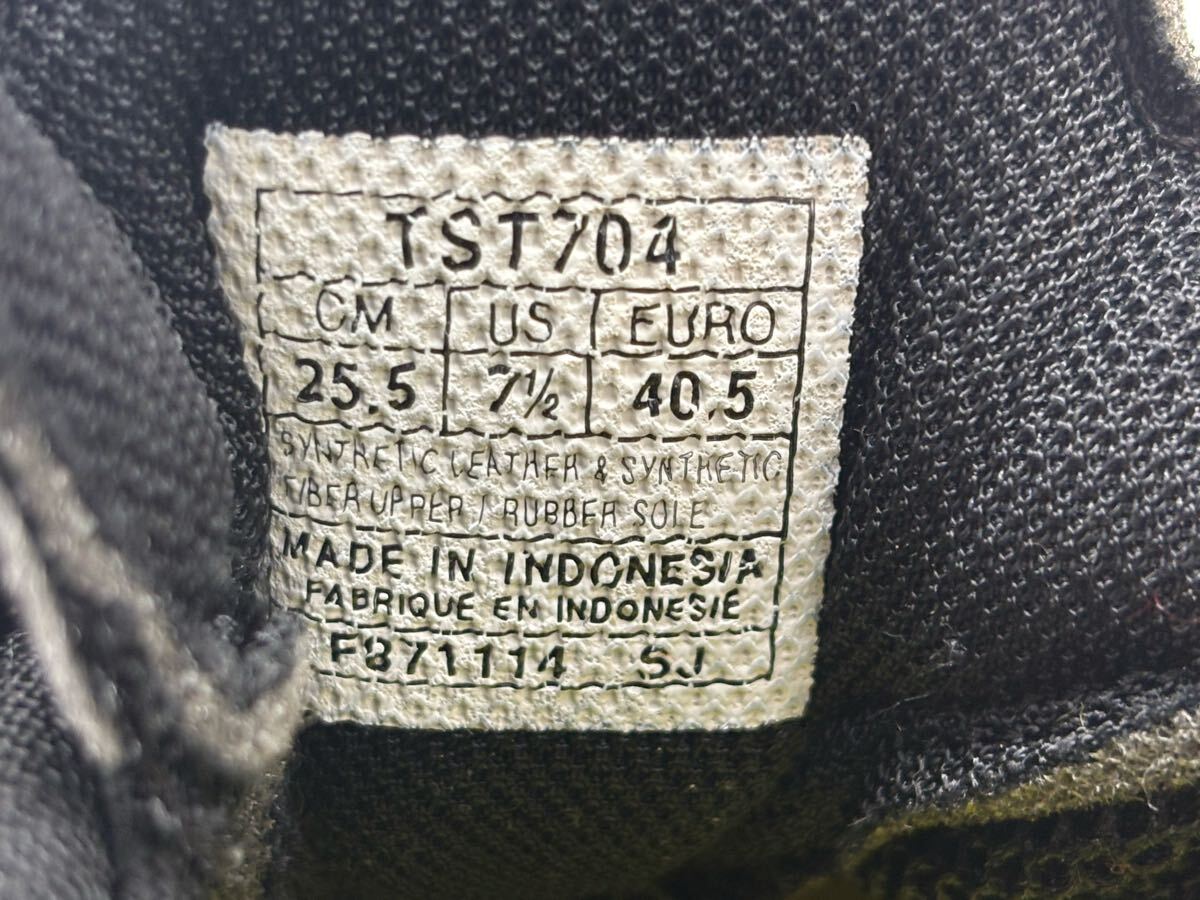 TST704
CM US EURO
25.5 7½ 40.5
SYNTHETIC LEATHER & SYNTHETIC
FIBER UPPER / RUBBER SOLE
MADE IN INDONESIA
FABRIQUE EN INDONESIE
F871114 SJ